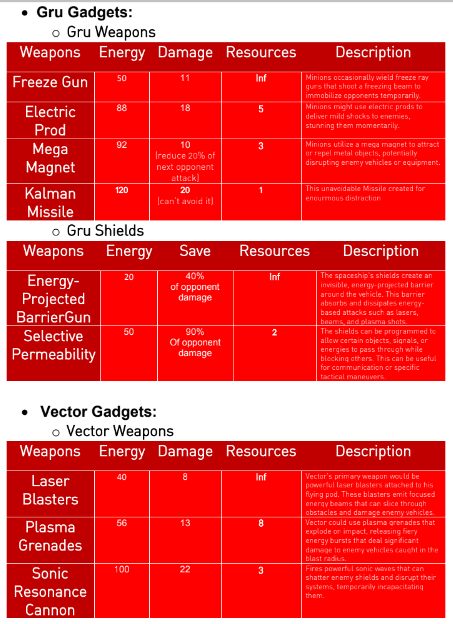 • Gru Gadgets:
o Gru Weapons
Weapons Energy Damage Resources Description
Freeze Gun 50 11 Inf Minions occasionally wield freeze ray
guns that shoot a freezing beam to
immobilize opponents temporarily.
Electric 88 18 5 Minions might use electric prods to
Prod deliver mild shocks to enemies,
stunning them momentarily.
Mega 92 10 3 Minions utilize a mega magnet to attract
Magnet (reduce 20% of or repel metal objects, potentially
next opponent disrupting enemy vehicles or equipment.
attack)
Kalman 120 20 1 This unavoidable Missile created for
Missile (can't avoid it) enourmous distraction
o Gru Shields
Weapons Energy Save Resources Description
Energy- 20 40% Inf The spaceship's shields create an
Projected of opponent invisible, energy-projected barrier
BarrierGun damage around the vehicle. This barrier
absorbs and dissipates energy-
based attacks such as lasers,
beams, and plasma shots.
Selective 50 90% 2 The shields can be programmed to
Permeability Of opponent allow certain objects, signals, or
damage energies to pass through while
blocking others. This can be useful
for communication or specific
tactical maneuvers.
• Vector Gadgets:
o Vector Weapons
Weapons Energy Damage Resources Description
Laser 40 8 Inf Vector's primary weapon would be
Blasters powerful laser blasters attached to his
flying pod. These blasters emit focused
energy beams that can slice through
obstacles and damage enemy vehicles.
Plasma 56 13 8 Vector could use plasma grenades that
Grenades explode on impact, releasing fiery
energy bursts that deal significant
damage to enemy vehicles caught in the
blast radius.
Sonic 100 22 3 Fires powerful sonic waves that can
Resonance shatter enemy shields and disrupt their
Cannon systems, temporarily incapacitating
them.